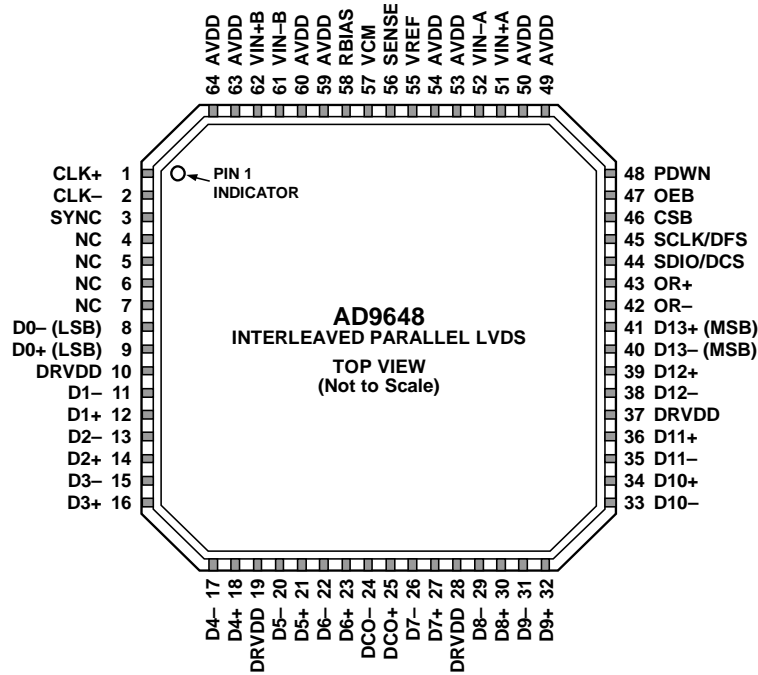 64 AVDD
63 AVDD
62 VIN+B
61 VIN–B
60 AVDD
59 AVDD
58 RBIAS
57 VCM
56 SENSE
55 VREF
54 AVDD
53 AVDD
52 VIN–A
51 VIN+A
50 AVDD
49 AVDD
CLK+ 1
CLK– 2
SYNC 3
NC 4
NC 5
NC 6
NC 7
D0– (LSB) 8
D0+ (LSB) 9
DRVDD 10
D1– 11
D1+ 12
D2– 13
D2+ 14
D3– 15
D3+ 16
PIN 1
INDICATOR
AD9648
INTERLEAVED PARALLEL LVDS
TOP VIEW
(Not to Scale)
48 PDWN
47 OEB
46 CSB
45 SCLK/DFS
44 SDIO/DCS
43 OR+
42 OR–
41 D13+ (MSB)
40 D13– (MSB)
39 D12+
38 D12–
37 DRVDD
36 D11+
35 D11–
34 D10+
33 D10–
D4– 17
D4+ 18
DRVDD 19
D5– 20
D5+ 21
D6– 22
D6+ 23
DCO– 24
DCO+ 25
D7– 26
D7+ 27
DRVDD 28
D8– 29
D8+ 30
D9– 31
D9+ 32